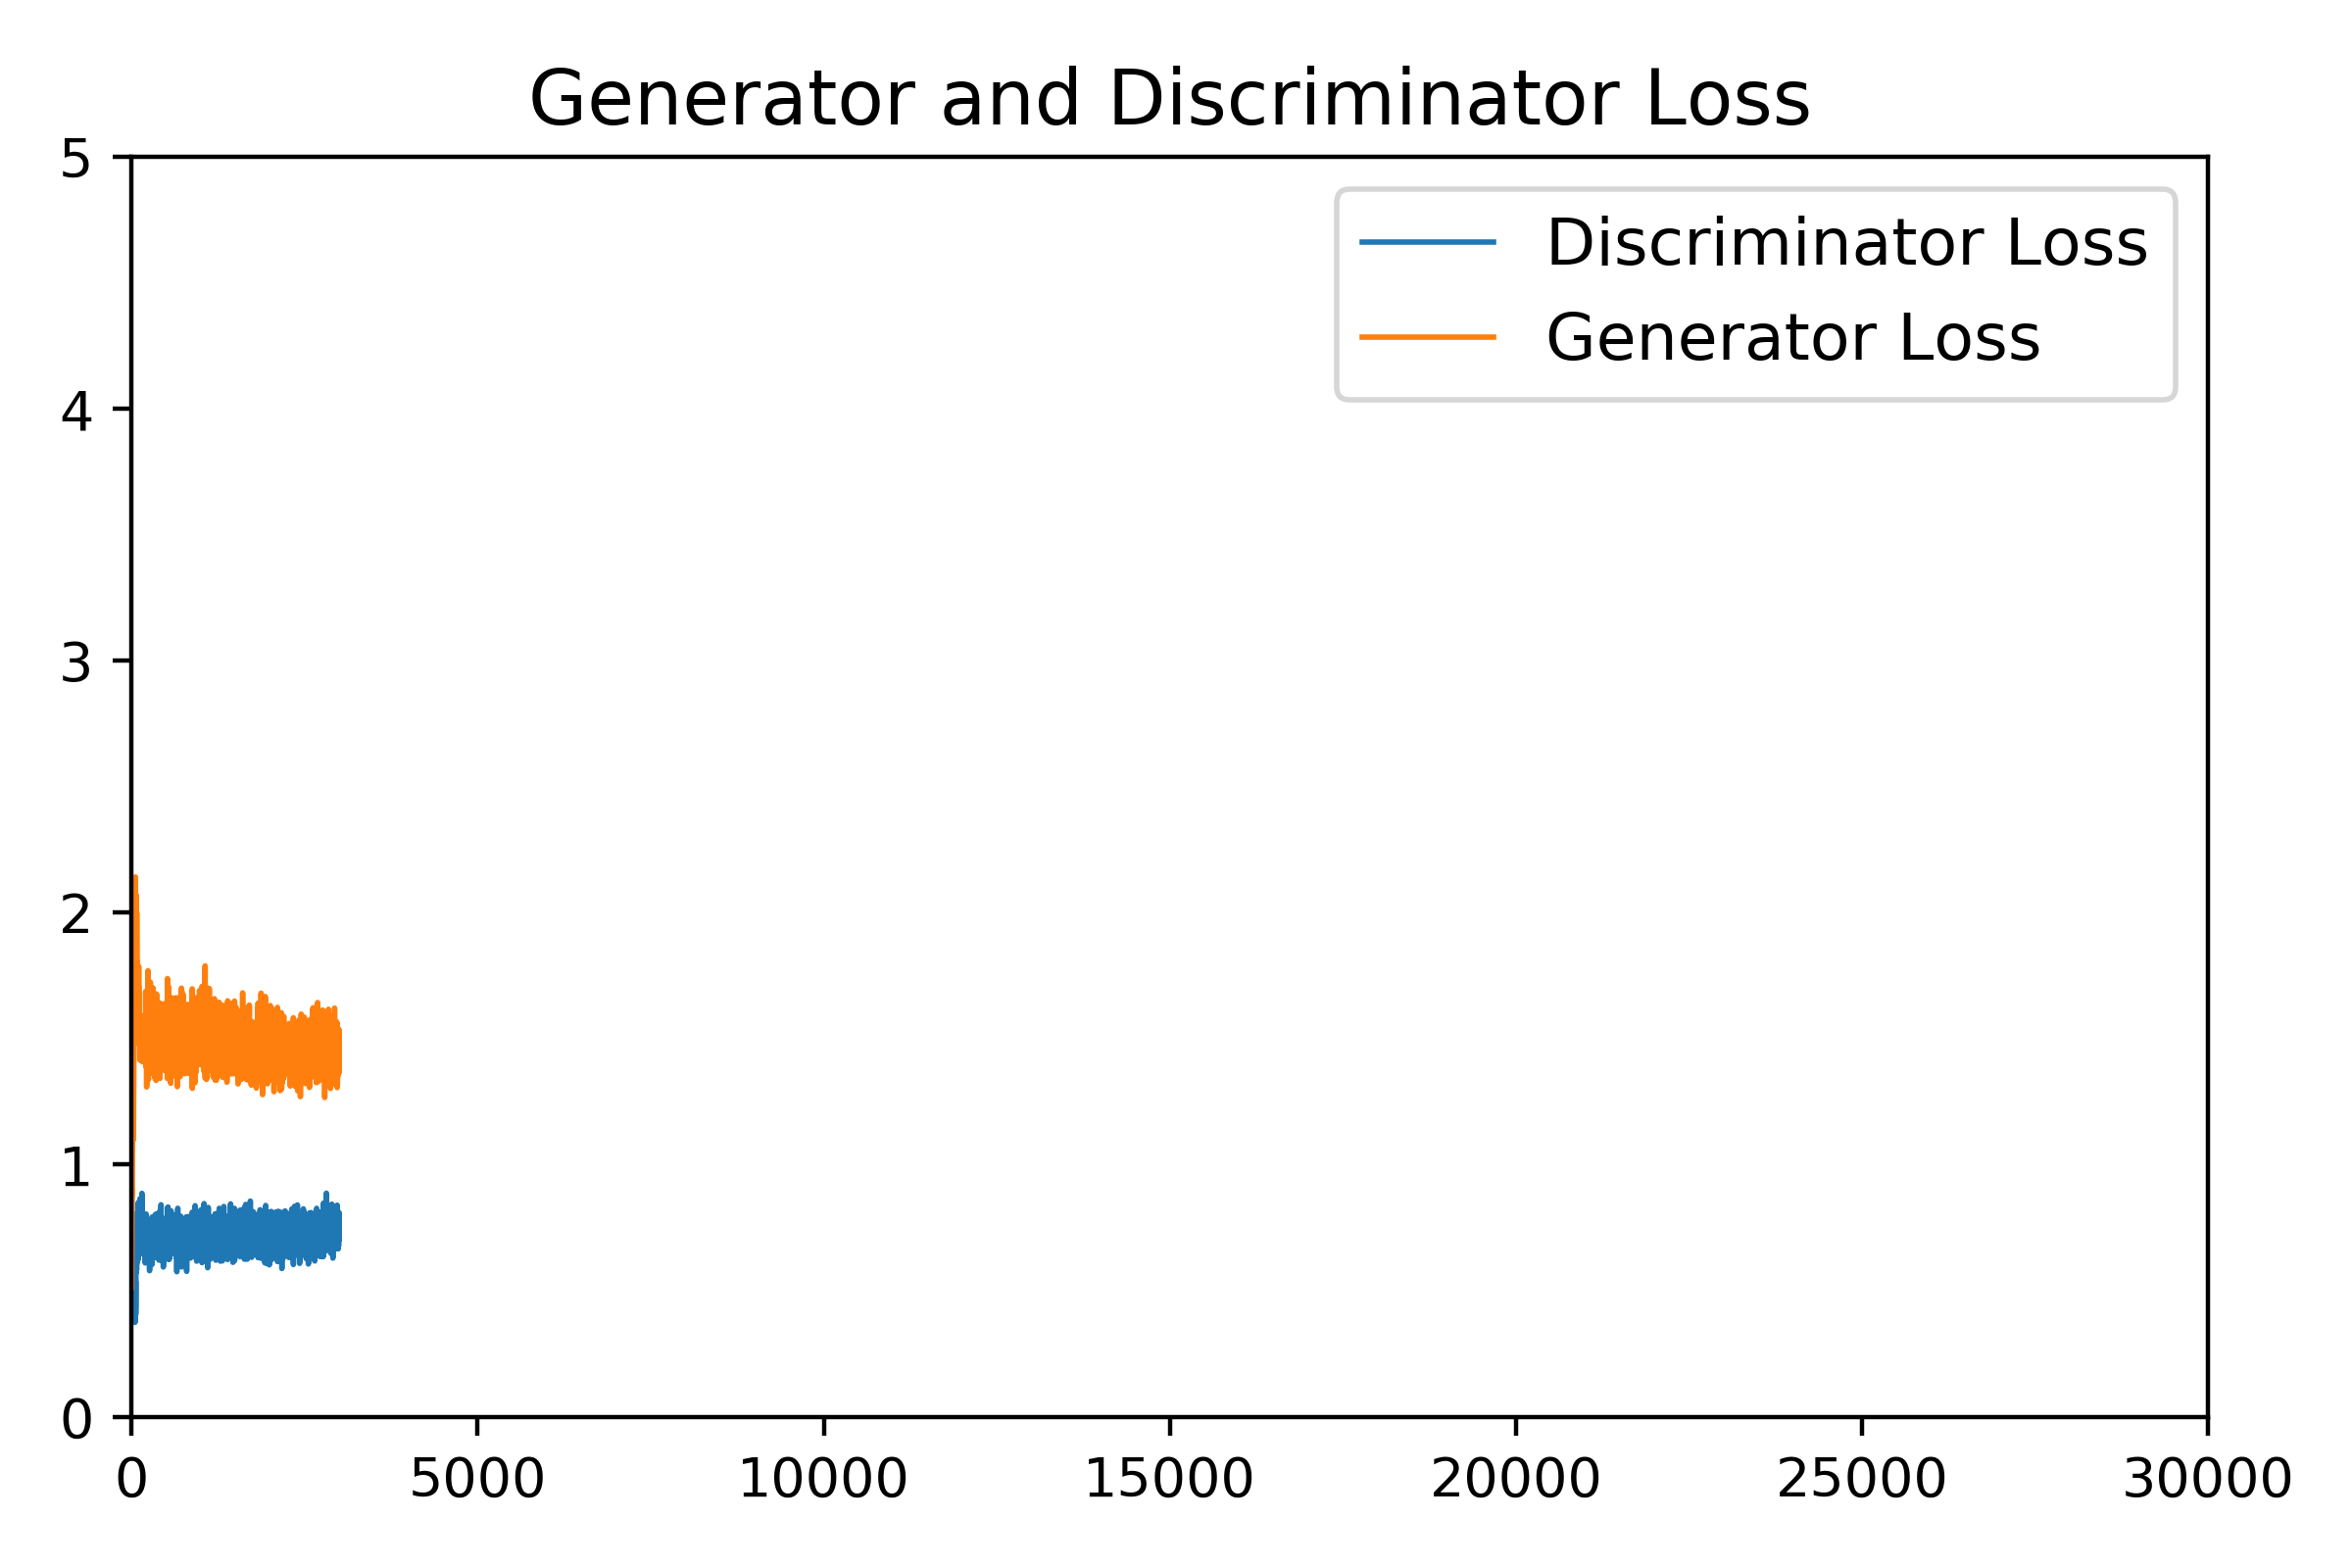 Generator and Discriminator Loss
5
Discriminator Loss
Generator Loss
4
3
2
1
0
0 5000 10000 15000 20000 25000 30000